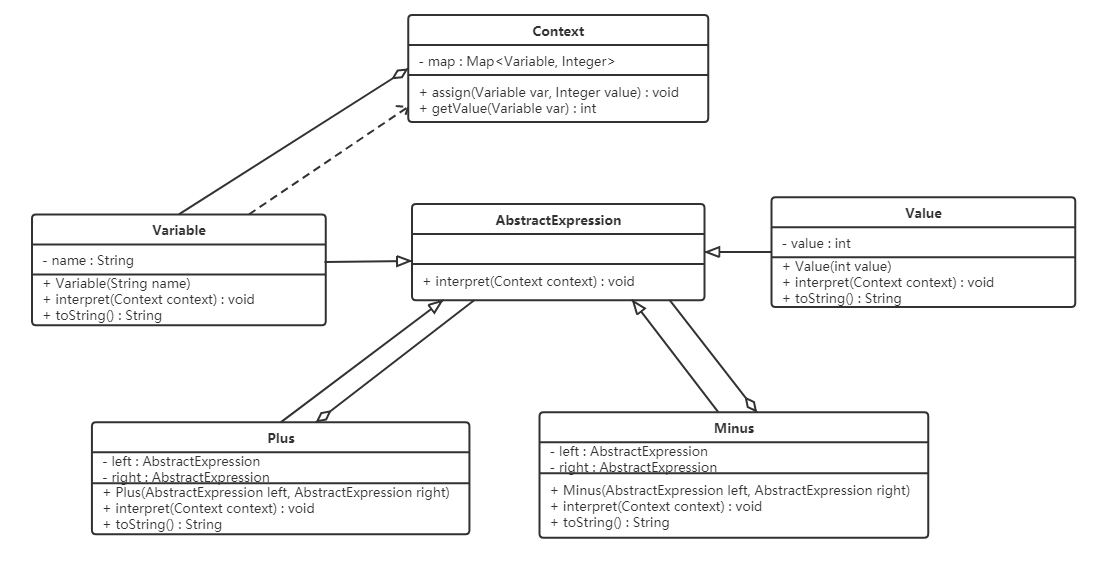 Context
- map : Map<Variable, Integer>
+ assign(Variable var, Integer value) : void
+ getValue(Variable var) : int
Variable
- name : String
+ Variable(String name)
+ interpret(Context context) : void
+ toString() : String
AbstractExpression
+ interpret(Context context) : void
Value
- value : int
+ Value(int value)
+ interpret(Context context) : void
+ toString() : String
Plus
- left : AbstractExpression
- right : AbstractExpression
+ Plus(AbstractExpression left, AbstractExpression right)
+ interpret(Context context) : void
+ toString() : String
Minus
- left : AbstractExpression
- right : AbstractExpression
+ Minus(AbstractExpression left, AbstractExpression right)
+ interpret(Context context) : void
+ toString() : String